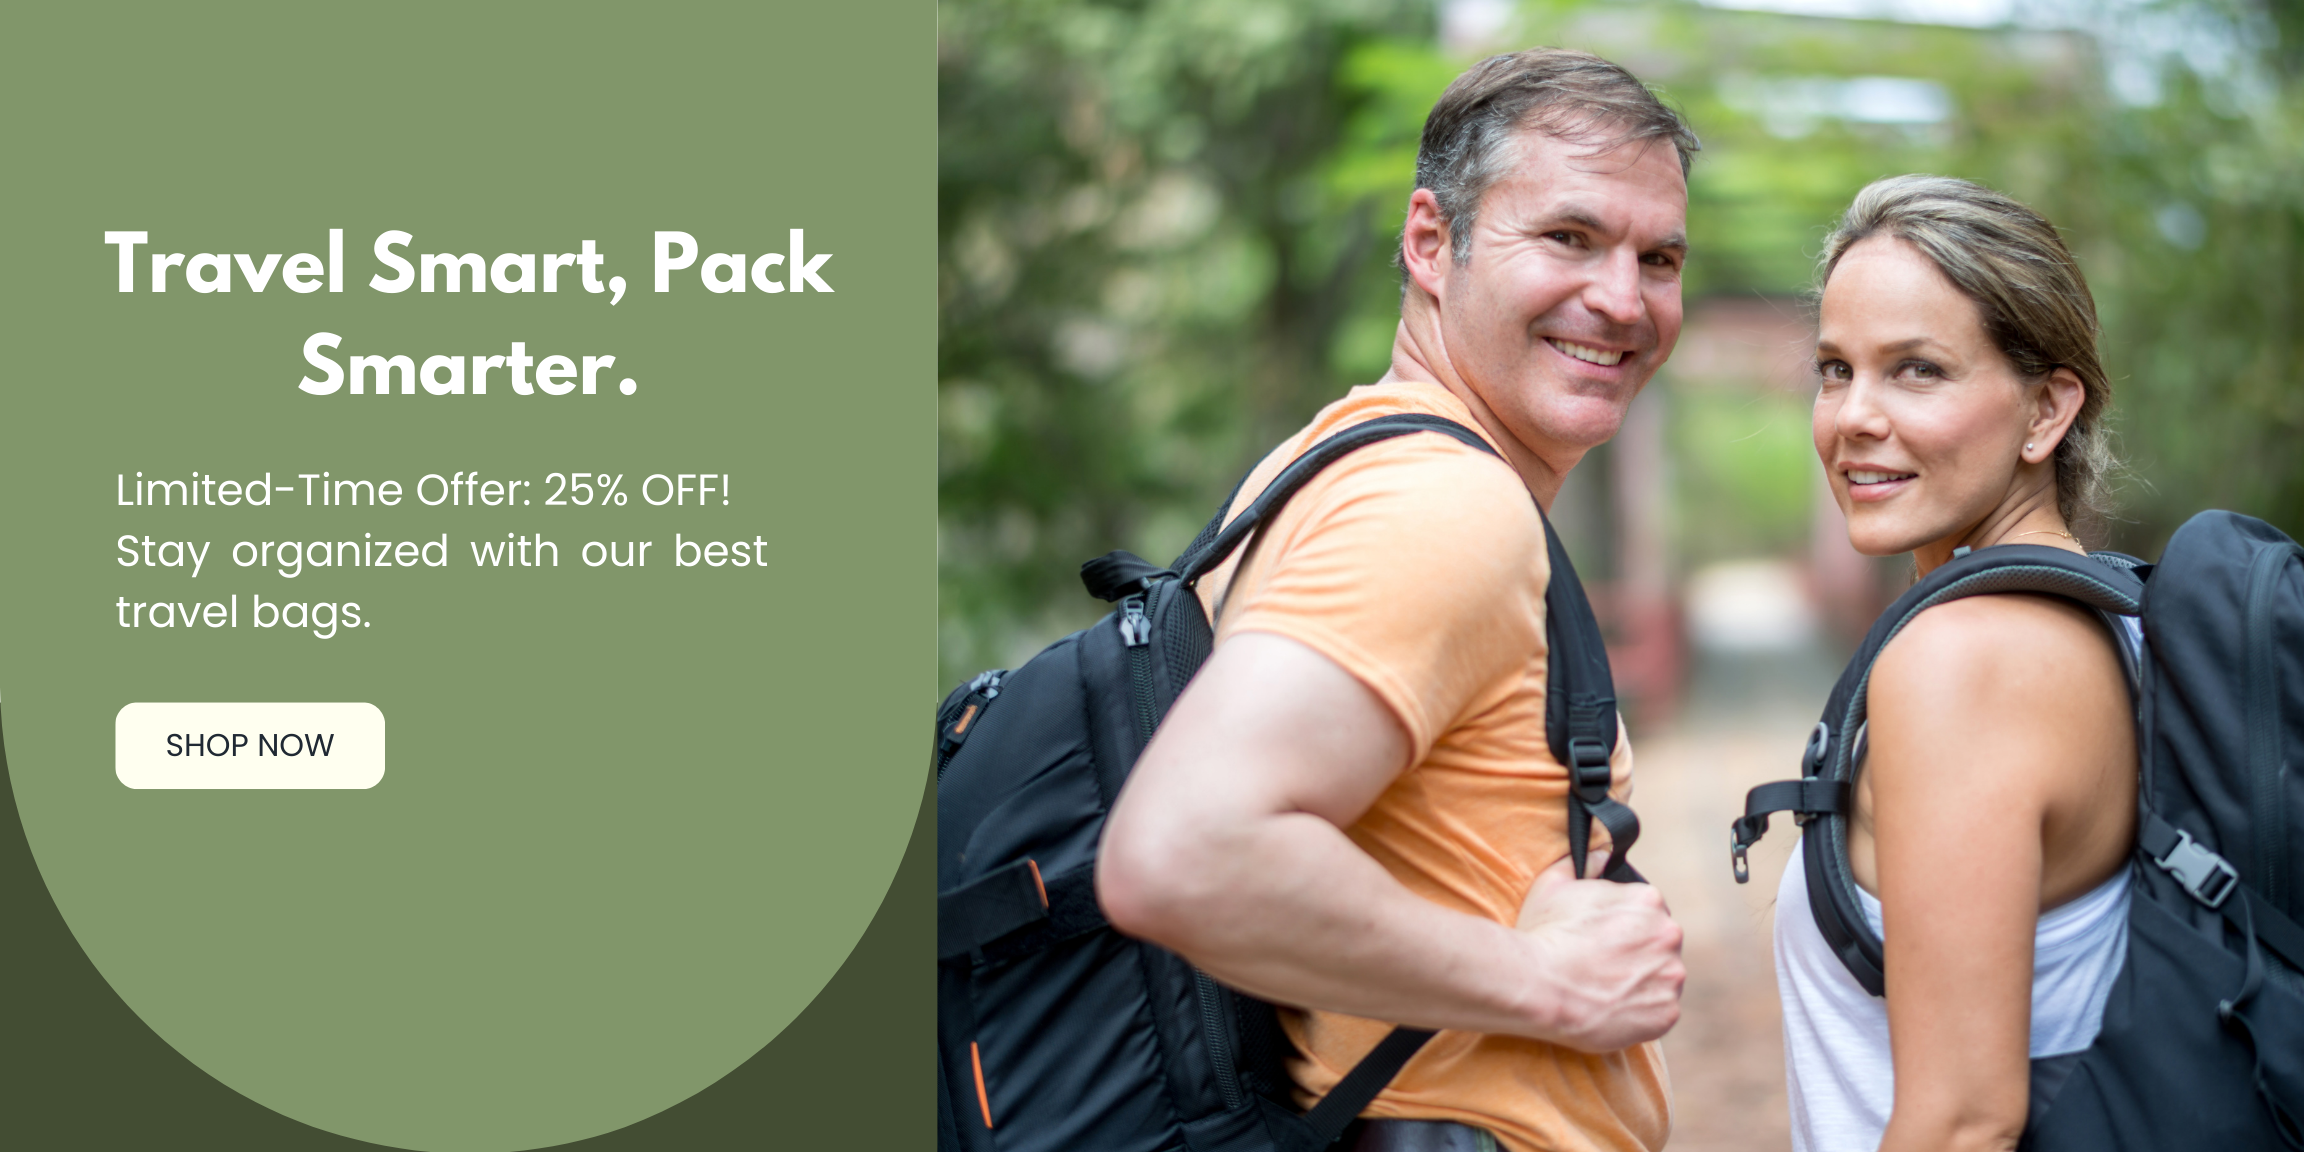 Travel Smart, Pack
Smarter.
Limited-Time Offer: 25% OFF!
Stay organized with our best
travel bags.
SHOP NOW